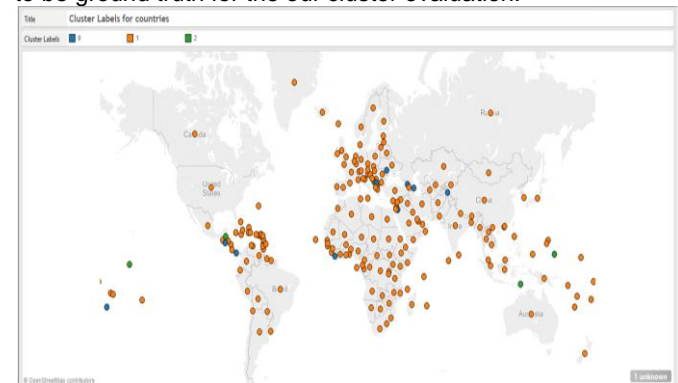 to be ground truth for the our cluster evaluation.
Title Cluster Labels for countries
Cluster Labels 0 1 2
Russia
Canada
United
States
China
India
Brazil
Australia
© OpenStreetMap contributors
1 unknown